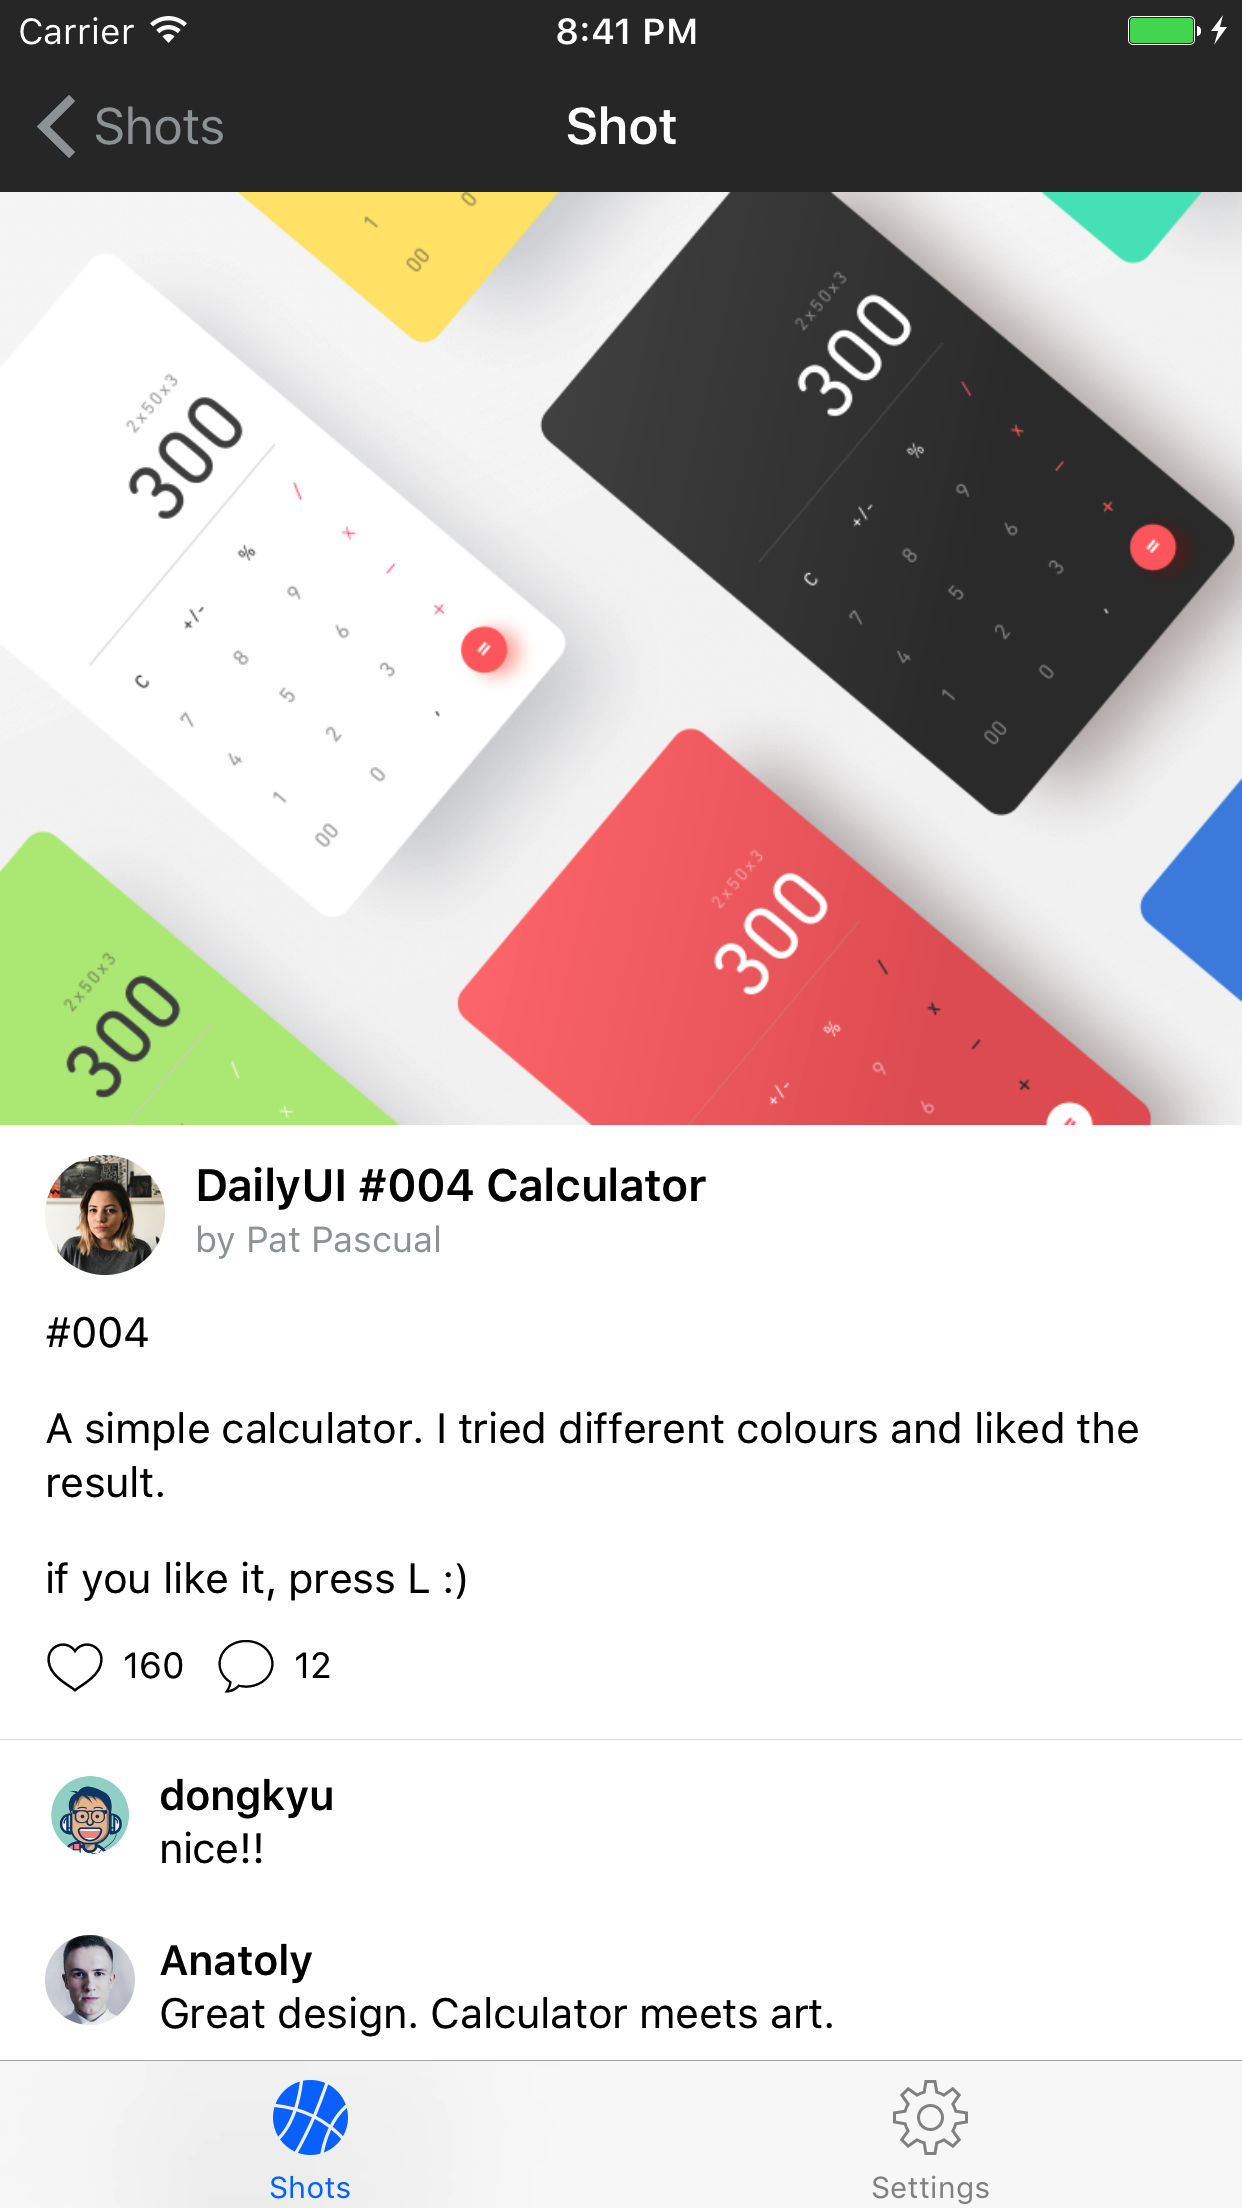 Carrier
8:41 PM
Shots
Shot
1
0
00
2x50x3
300
/
x
%
−
+/-
9
+
C
8
6
=
7
5
3
4
2
,
1
0
00
2x50x3
300
/
%
x
+/-
9
−
C
8
6
+
7
5
3
=
4
2
,
1
0
00
2x50x3
300
/
x
2x50x3
300
/
%
x
+/-
9
−
6
+
=
DailyUI #004 Calculator
by Pat Pascual
#004
A simple calculator. I tried different colours and liked the
result.
if you like it, press L :)
160 12
dongkyu
nice!!
Anatoly
Great design. Calculator meets art.
Shots
Settings